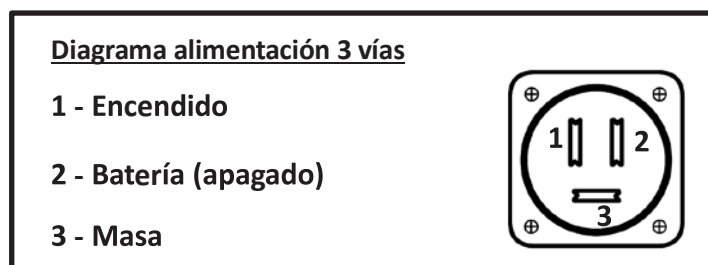 Diagrama alimentación 3 vías
1 - Encendido
2 - Batería (apagado)
3 - Masa
1
2
3